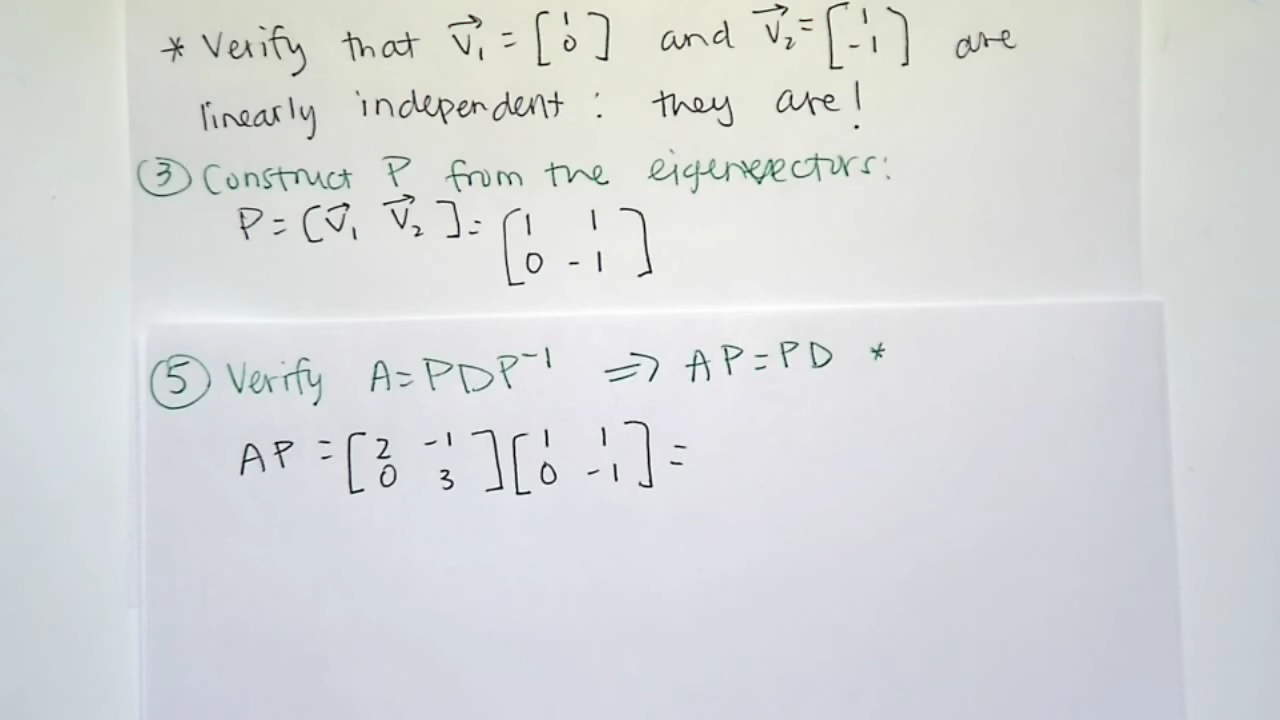 * Verify that v⃗₁ = [1 0] and v⃗₂ = [1 -1] are
linearly independent : they are!
③ Construct P from the eigenvectors:
P = [v⃗₁ v⃗₂] = [1 1; 0 -1]
⑤ Verify A=PDP⁻¹ ⇒ AP=PD *
AP = [2 -1; 0 3][1 1; 0 -1] =